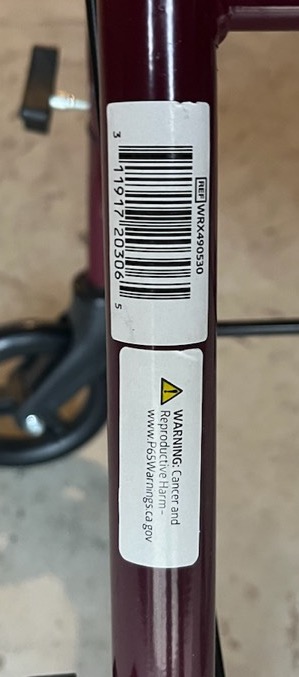 REF WRX490530
3 11917 20306 5
WARNING: Cancer and
Reproductive Harm -
www.P65Warnings.ca.gov